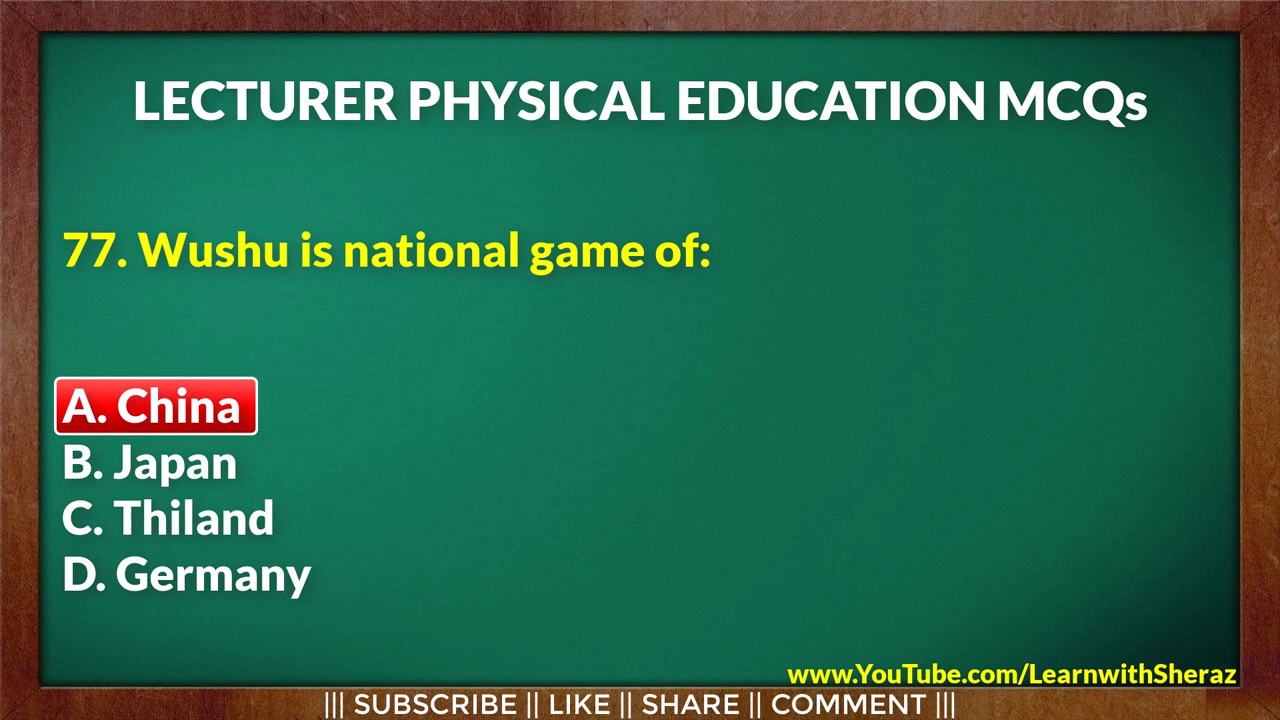 LECTURER PHYSICAL EDUCATION MCQs
77. Wushu is national game of:
A. China
B. Japan
C. Thiland
D. Germany
www.YouTube.com/LearnwithSheraz
||| SUBSCRIBE || LIKE || SHARE || COMMENT |||